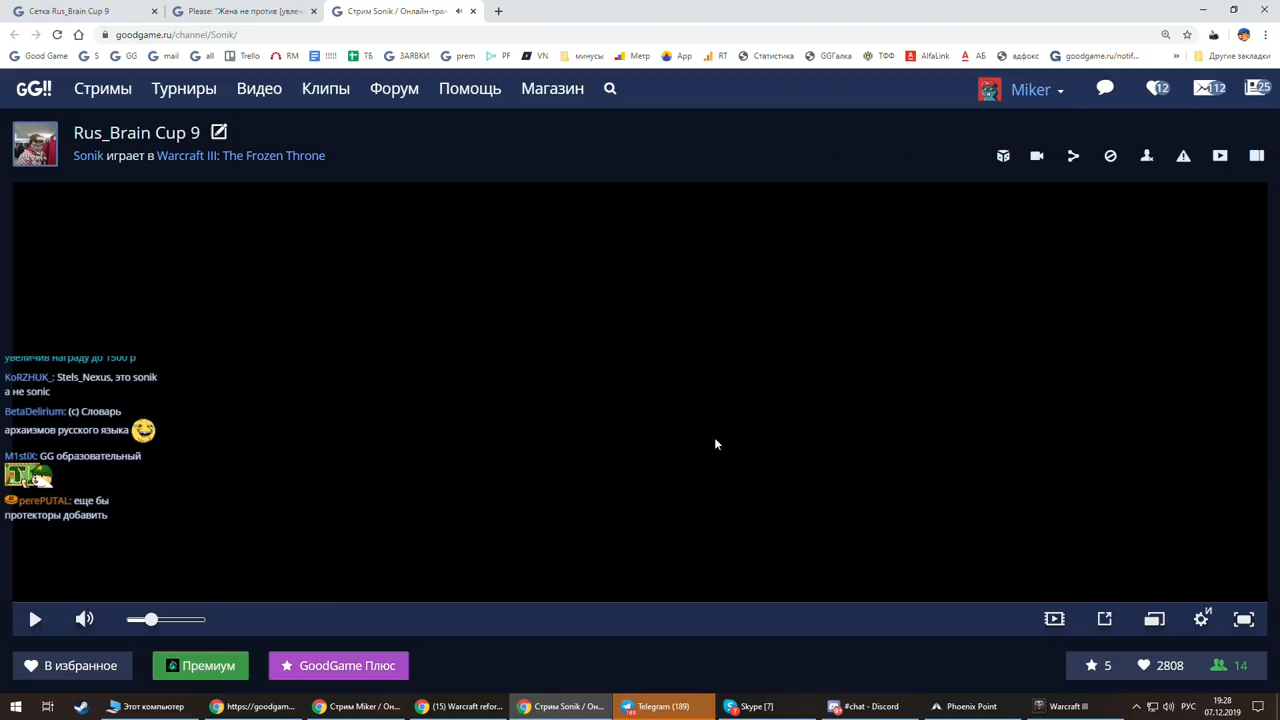 Сетка Rus_Brain Cup 9
Please: "Жена не против [увлеч
Стрим Sonik / Онлайн-тран
goodgame.ru/channel/Sonik/
Good Game S GG mail all Trello RM !!!!! ТБ ЗАЯВКИ prem PF VN минусы Метр App RT Статистика GGГалка ТФФ AlfaLink АБ адфокс goodgame.ru/notif... » Другие закладки
GG!! Стримы Турниры Видео Клипы Форум Помощь Магазин Miker 12 112 25
Rus_Brain Cup 9
Sonik играет в Warcraft III: The Frozen Throne
увеличив награду до 1500 р
KoRZHUK_: Stels_Nexus, это sonik
а не sonic
BetaDelirium: (с) Словарь
архаизмов русского языка
M1stiX: GG образовательный
perePUTAL: еще бы
протекторы добавить
И
В избранное Премиум GoodGame Плюс 5 2808 14
Этот компьютер https://goodgam... Стрим Miker / Он... (15) Warcraft refor... Стрим Sonik / Он... Telegram (189) Skype [7] #chat - Discord Phoenix Point Warcraft III РУС 19:28
07.12.2019